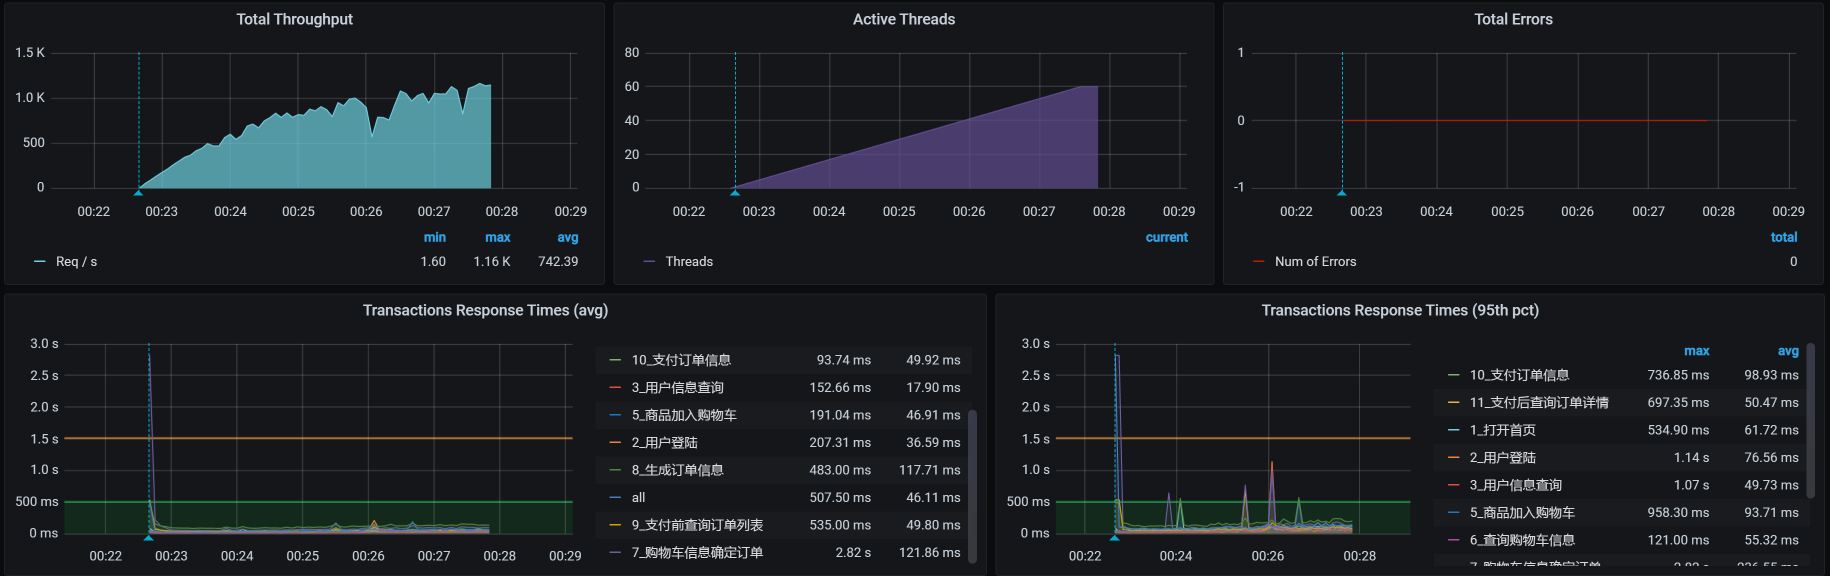 Total Throughput
1.5 K
1.0 K
500
0
00:22 00:23 00:24 00:25 00:26 00:27 00:28 00:29
min max avg
Req / s 1.60 1.16 K 742.39
Active Threads
80
60
40
20
0
00:22 00:23 00:24 00:25 00:26 00:27 00:28 00:29
current
Threads
Total Errors
1
0
-1
00:22 00:23 00:24 00:25 00:26 00:27 00:28 00:29
total
Num of Errors 0
Transactions Response Times (avg)
3.0 s
2.5 s
2.0 s
1.5 s
1.0 s
500 ms
0 ms
00:22 00:23 00:24 00:25 00:26 00:27 00:28 00:29
10_支付订单信息 93.74 ms 49.92 ms
3_用户信息查询 152.66 ms 17.90 ms
5_商品加入购物车 191.04 ms 46.91 ms
2_用户登陆 207.31 ms 36.59 ms
8_生成订单信息 483.00 ms 117.71 ms
all 507.50 ms 46.11 ms
9_支付前查询订单列表 535.00 ms 49.80 ms
7_购物车信息确定订单 2.82 s 121.86 ms
Transactions Response Times (95th pct)
3.0 s
2.5 s
2.0 s
1.5 s
1.0 s
500 ms
0 ms
00:22 00:24 00:26 00:28
max avg
10_支付订单信息 736.85 ms 98.93 ms
11_支付后查询订单详情 697.35 ms 50.47 ms
1_打开首页 534.90 ms 61.72 ms
2_用户登陆 1.14 s 76.56 ms
3_用户信息查询 1.07 s 49.73 ms
5_商品加入购物车 958.30 ms 93.71 ms
6_查询购物车信息 121.00 ms 55.32 ms